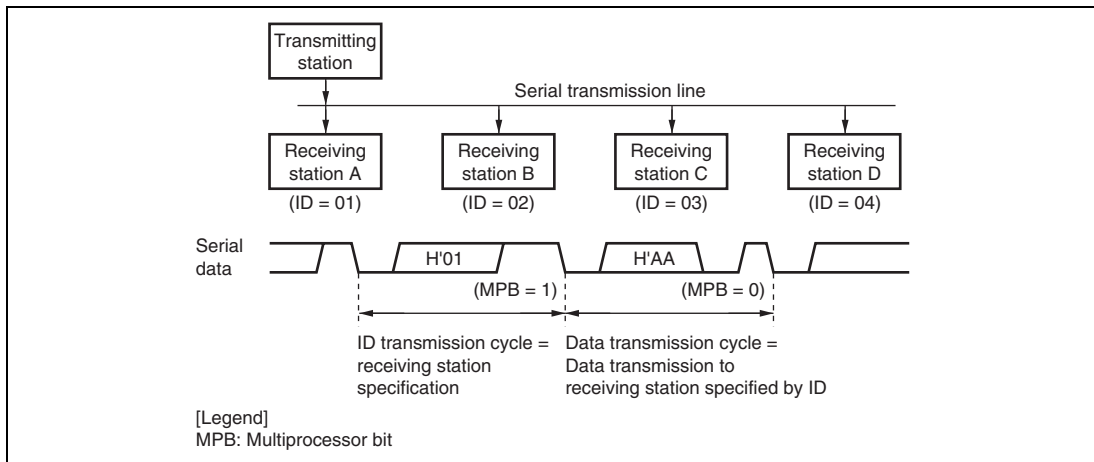 Transmitting
station
Serial transmission line
Receiving
station A
(ID = 01)
Receiving
station B
(ID = 02)
Receiving
station C
(ID = 03)
Receiving
station D
(ID = 04)
Serial
data
H'01
H'AA
(MPB = 1)
(MPB = 0)
ID transmission cycle =
receiving station
specification
Data transmission cycle =
Data transmission to
receiving station specified by ID
[Legend]
MPB: Multiprocessor bit